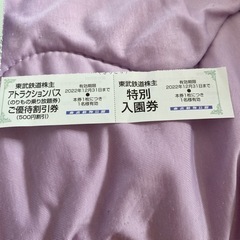 東武鉄道株主
アトラクションパス
(のりもの乗り放題券)
ご優待割引券
(500円割引)
有効期間
2022年12月31日まで
本券1枚につき
1名様有効
東武鉄道株主
特別
入園券
有効期間
2022年12月31日まで
本券1枚につき
1名様有効